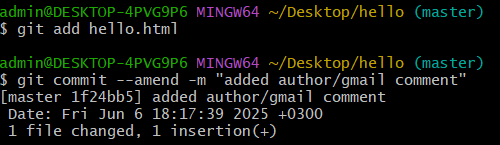 admin@DESKTOP-4PVG9P6 MINGW64 ~/Desktop/hello (master)
$ git add hello.html
admin@DESKTOP-4PVG9P6 MINGW64 ~/Desktop/hello (master)
$ git commit --amend -m "added author/gmail comment"
[master 1f24bb5] added author/gmail comment
 Date: Fri Jun 6 18:17:39 2025 +0300
 1 file changed, 1 insertion(+)